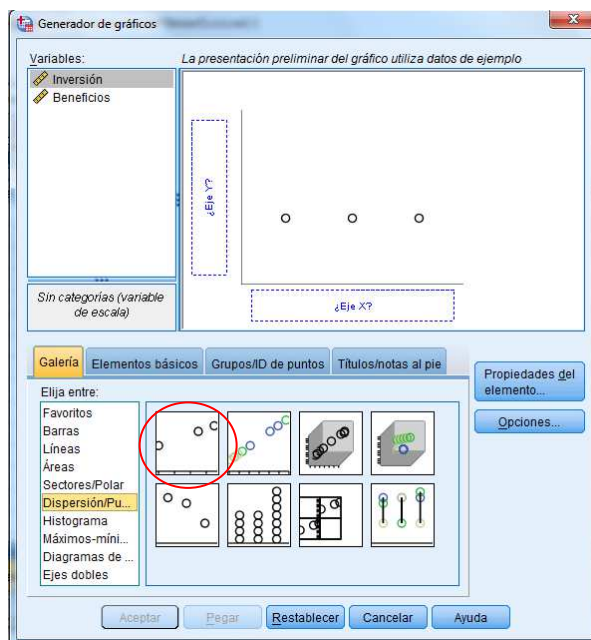 Generador de gráficos
Variables:
La presentación preliminar del gráfico utiliza datos de ejemplo
Inversión
Beneficios
¿Eje Y?
¿Eje X?
Sin categorías (variable
de escala)
Galería
Elementos básicos
Grupos/ID de puntos
Títulos/notas al pie
Propiedades del
elemento...
Opciones...
Elija entre:
Favoritos
Barras
Líneas
Áreas
Sectores/Polar
Dispersión/Pu...
Histograma
Máximos-míni...
Diagramas de ...
Ejes dobles
Aceptar
Pegar
Restablecer
Cancelar
Ayuda